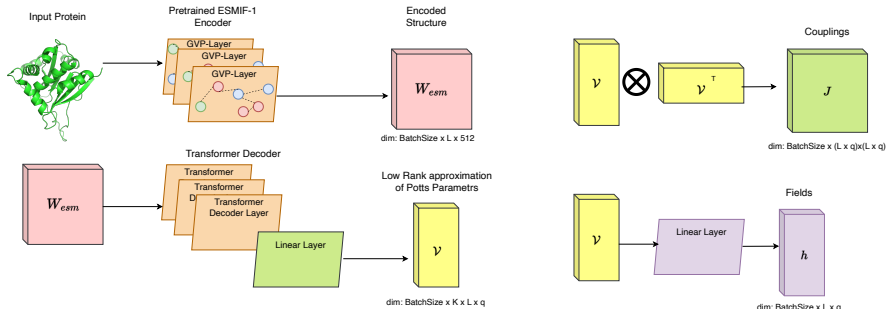 Input Protein
Pretrained ESMIF-1
Encoder
GVP-Layer
GVP-Layer
GVP-Layer
Encoded
Structure
W_esm
dim: BatchSize x L x 512
V
V^T
Couplings
J
dim: BatchSize x (L x q)x(L x q)
W_esm
Transformer Decoder
Transformer
Transformer
D
Transformer
Decoder Layer
Linear Layer
Low Rank approximation
of Potts Parametrs
V
dim: BatchSize x K x L x q
V
Linear Layer
Fields
h
dim: BatchSize x L x q